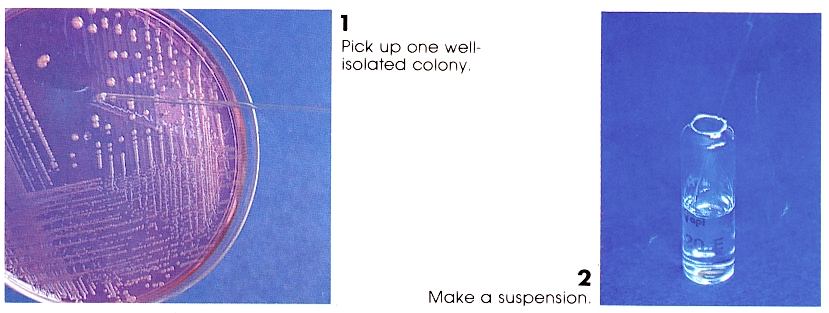 1
Pick up one well-
isolated colony.
2
Make a suspension.